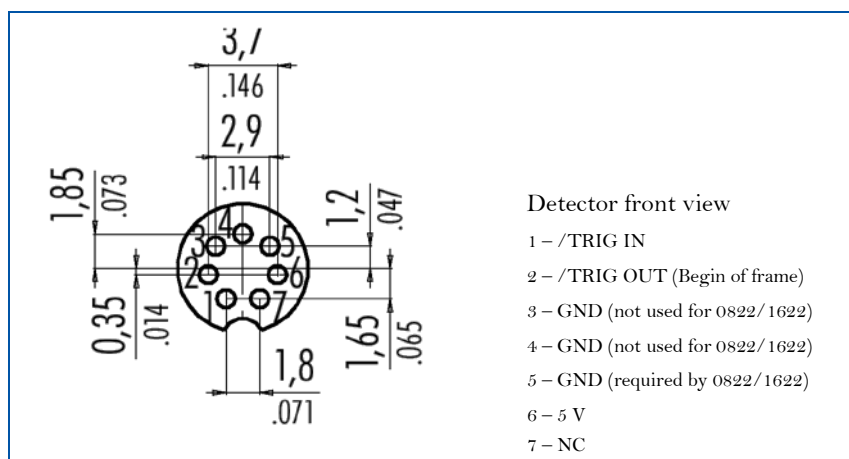 3,7
.146
2,9
.114
1,85
.073
1,2
.047
4
3 5
2 6
1 7
0,35
.014
1,65
.065
1,8
.071
Detector front view
1 – /TRIG IN
2 – /TRIG OUT (Begin of frame)
3 – GND (not used for 0822/1622)
4 – GND (not used for 0822/1622)
5 – GND (required by 0822/1622)
6 – 5 V
7 – NC